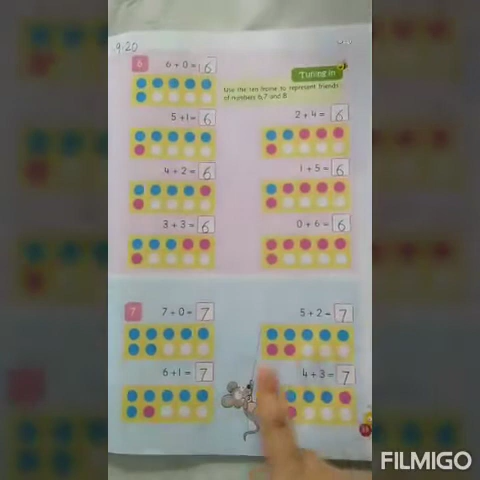 9:20
6 6 + 0 = 6
Tuning in
Use the ten frame to represent friends
of numbers 6,7 and 8
5 + 1 = 6
2 + 4 = 6
4 + 2 = 6
1 + 5 = 6
3 + 3 = 6
0 + 6 = 6
7 7 + 0 = 7
5 + 2 = 7
6 + 1 = 7
4 + 3 = 7
FILMIGO